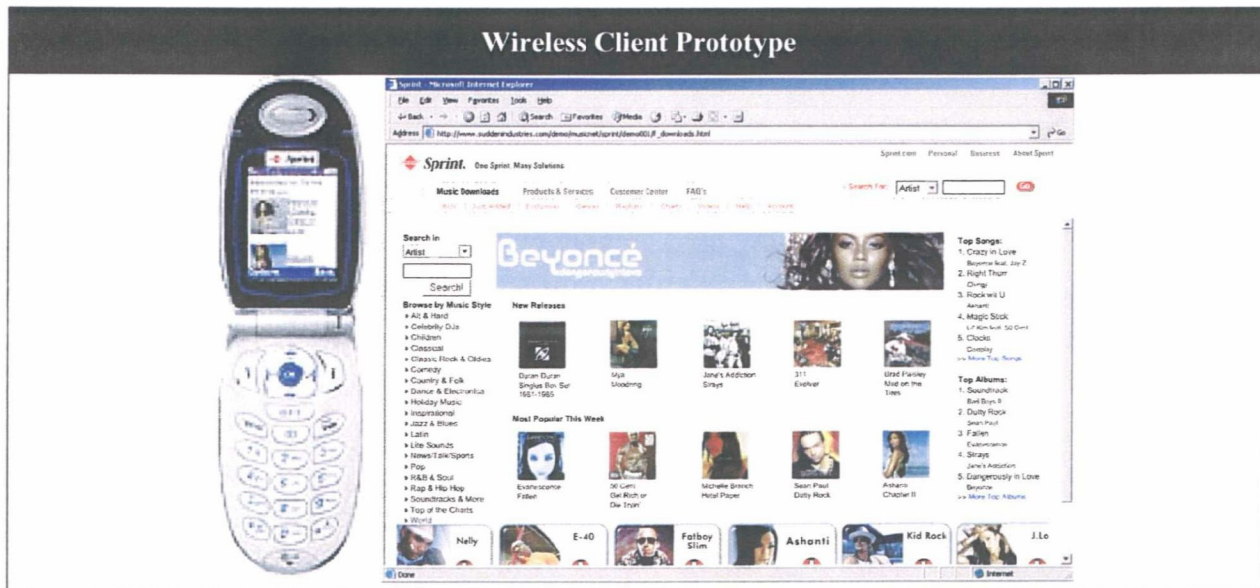 Wireless Client Prototype
Sprint - Microsoft Internet Explorer
File Edit View Favorites Tools Help
Back Search Favorites Media
Address http://www.suddenindustries.com/demo/musicnet/sprint/demo001/f_downloads.html Go
Sprint. One Sprint. Many Solutions.
Sprint.com Personal Business About Sprint
Music Downloads Products & Services Customer Center FAQ's
Search For: Artist GO
Just Added Exclusives Genres Playlists Charts Videos Help Account
Search in
Artist
Search!
Browse by Music Style
Alt & Hard
Celebrity DJs
Children
Classical
Classic Rock & Oldies
Comedy
Country & Folk
Dance & Electronica
Holiday Music
Inspirational
Jazz & Blues
Latin
Lite Sounds
News/Talk/Sports
Pop
R&B & Soul
Rap & Hip Hop
Soundtracks & More
Top of the Charts
World
Beyoncé
dangerouslyinlove
New Releases
Duran Duran
Singles Box Set
1981-1985
Mya
Moodring
Jane's Addiction
Strays
311
Evolver
Brad Paisley
Mud on the
Tires
Most Popular This Week
Evanescence
Fallen
50 Cent
Get Rich or
Die Tryin'
Michelle Branch
Hotel Paper
Sean Paul
Dutty Rock
Ashanti
Chapter II
Top Songs:
1. Crazy in Love
Beyonce feat. Jay Z
2. Right Thurr
Chingy
3. Rock wit U
Ashanti
4. Magic Stick
Lil' Kim feat. 50 Cent
5. Clocks
Coldplay
>> More Top Songs
Top Albums:
1. Soundtrack
Bad Boys II
2. Dutty Rock
Sean Paul
3. Fallen
Evanescence
4. Strays
Jane's Addiction
5. Dangerously in Love
Beyonce
>> More Top Albums
Nelly
E-40
Fatboy
Slim
Ashanti
Kid Rock
J.Lo
Done
Internet